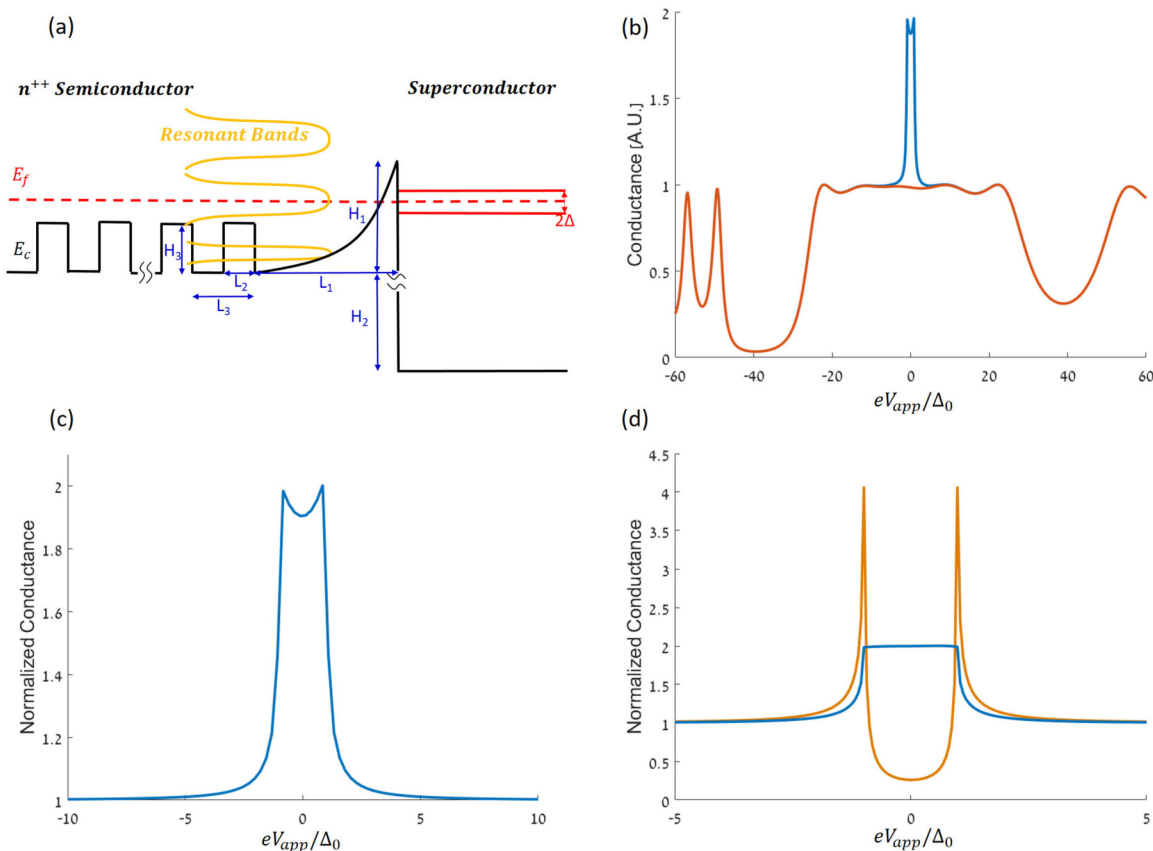 (a)
n++ Semiconductor
Superconductor
Resonant Bands
Ef
Ec
H3
L2
L3
L1
H1
H2
2Δ
(b)
Conductance [A.U.]
2
1.5
1
0.5
0
-60 -40 -20 0 20 40 60
eVapp/Δ0
(c)
Normalized Conductance
2
1.8
1.6
1.4
1.2
1
-10 -5 0 5 10
eVapp/Δ0
(d)
Normalized Conductance
4.5
4
3.5
3
2.5
2
1.5
1
0.5
0
-5 0 5
eVapp/Δ0